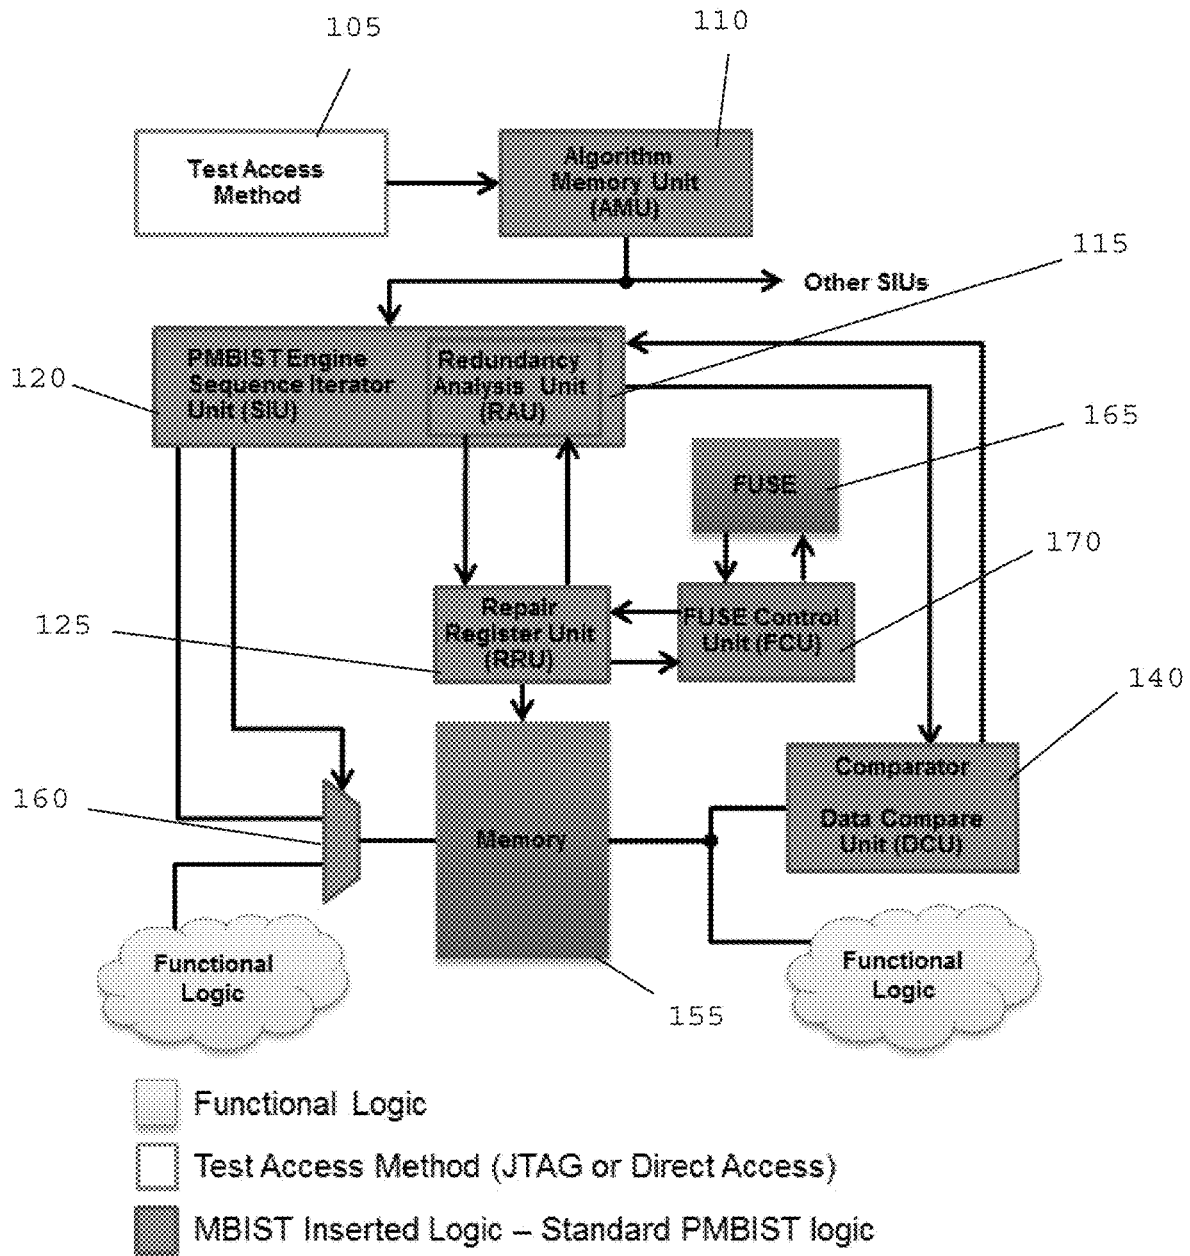 105
110
Test Access
Method
Algorithm
Memory Unit
(AMU)
115
Other SIUs
120
PMBIST Engine
Sequence Iterator
Unit (SIU)
Redundancy
Analysis Unit
(RAU)
165
FUSE
170
125
Repair
Register Unit
(RRU)
FUSE Control
Unit (FCU)
140
160
Memory
Comparator
Data Compare
Unit (DCU)
Functional
Logic
Functional
Logic
155
Functional Logic
Test Access Method (JTAG or Direct Access)
MBIST Inserted Logic – Standard PMBIST logic